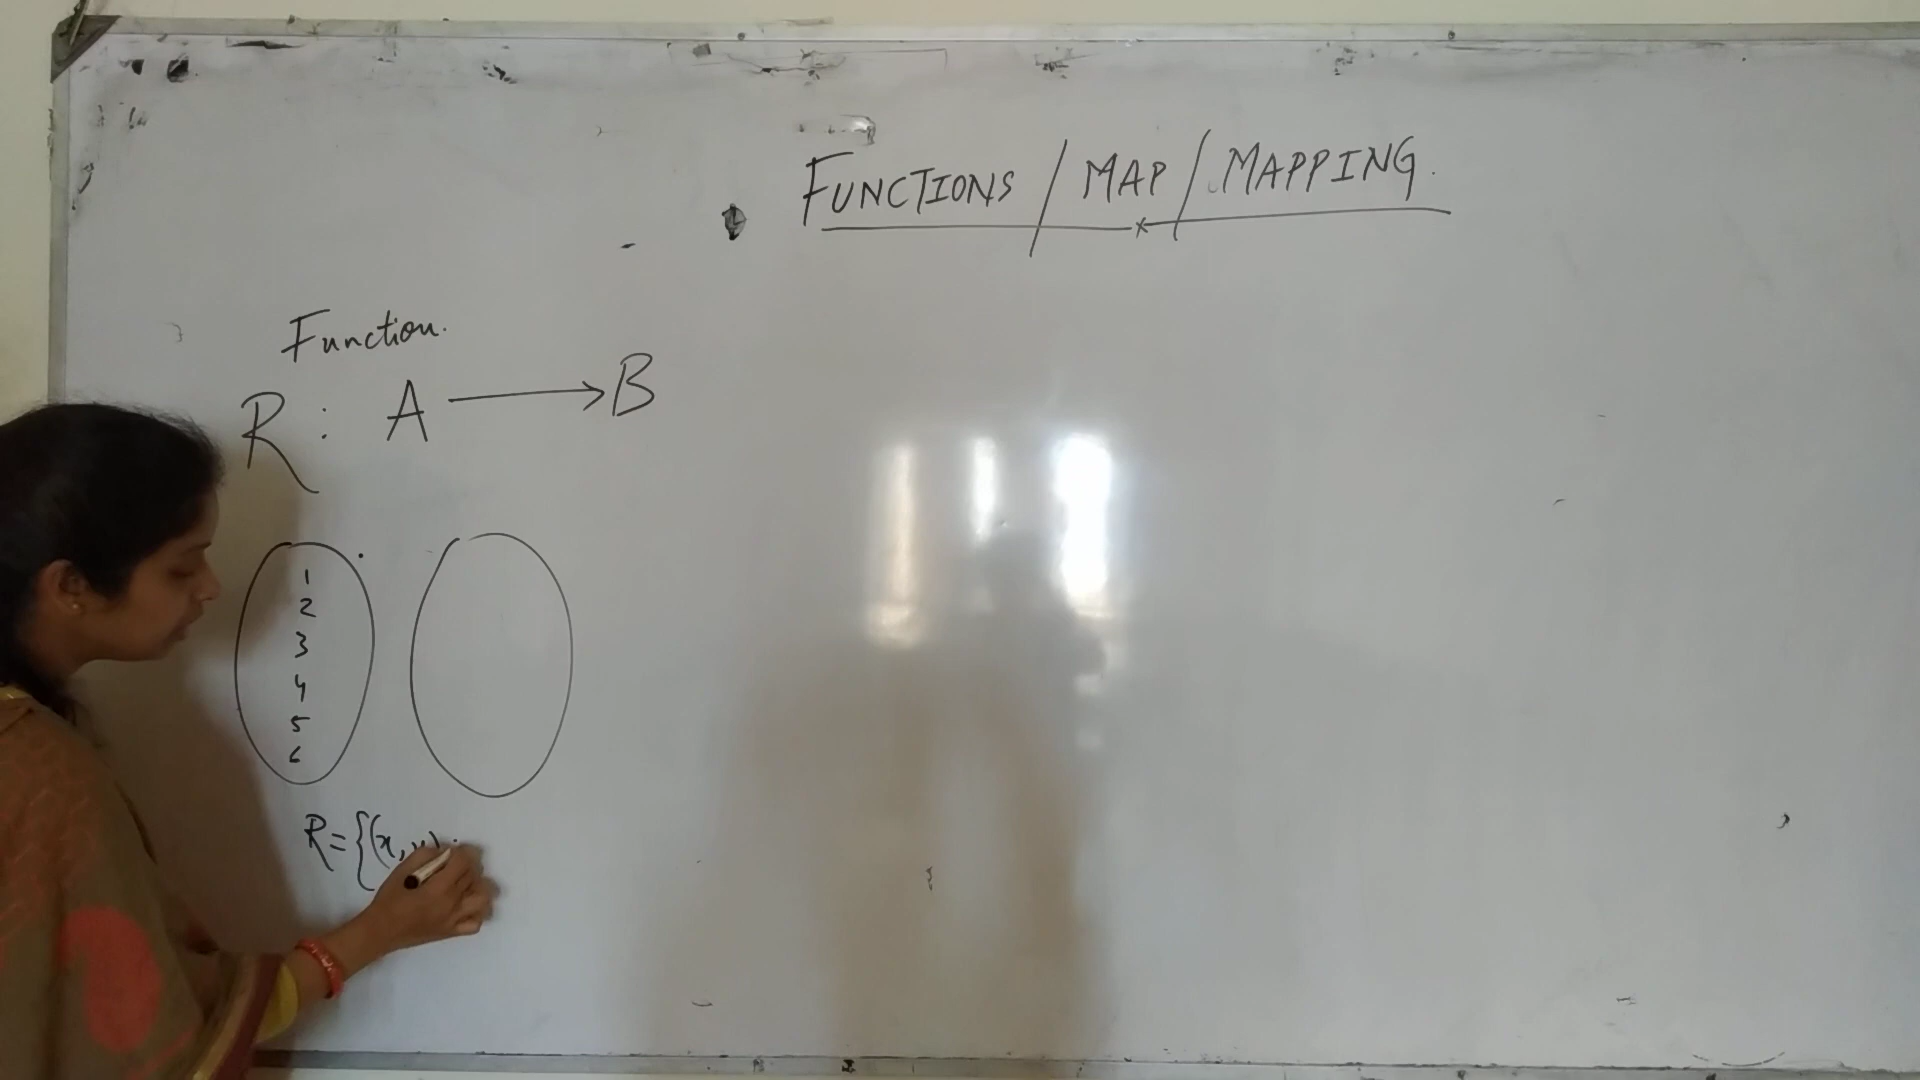 FUNCTIONS / MAP / MAPPING.
Function.
R : A ⟶ B
1
2
3
4
5
6
R = {(x, y) :